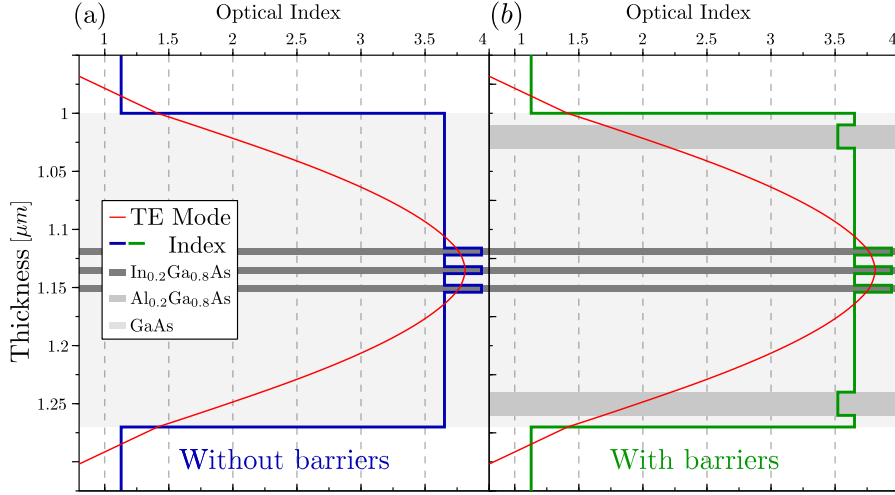 Optical Index
Optical Index
(a)
(b)
1
1.5
2
2.5
3
3.5
4
1
1.5
2
2.5
3
3.5
4
Thickness [μm]
1
1.05
1.1
1.15
1.2
1.25
TE Mode
Index
In0.2Ga0.8As
Al0.2Ga0.8As
GaAs
Without barriers
With barriers